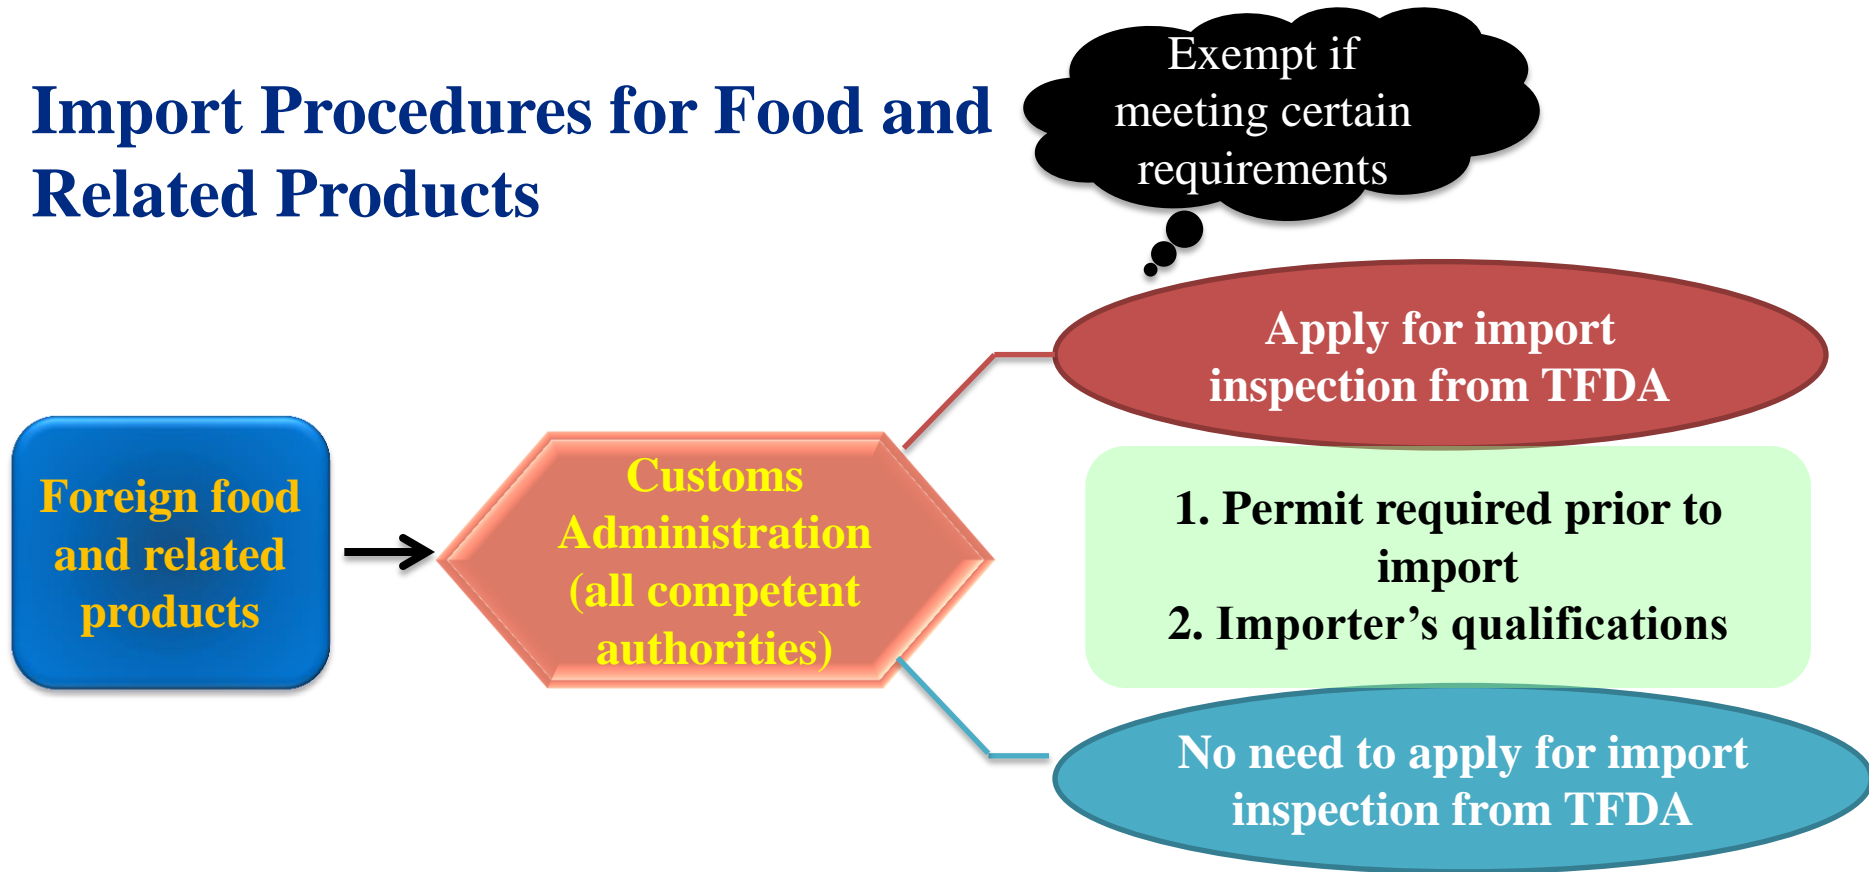 Import Procedures for Food and
Related Products
Exempt if
meeting certain
requirements
Foreign food
and related
products
Customs
Administration
(all competent
authorities)
Apply for import
inspection from TFDA
1. Permit required prior to
import
2. Importer’s qualifications
No need to apply for import
inspection from TFDA